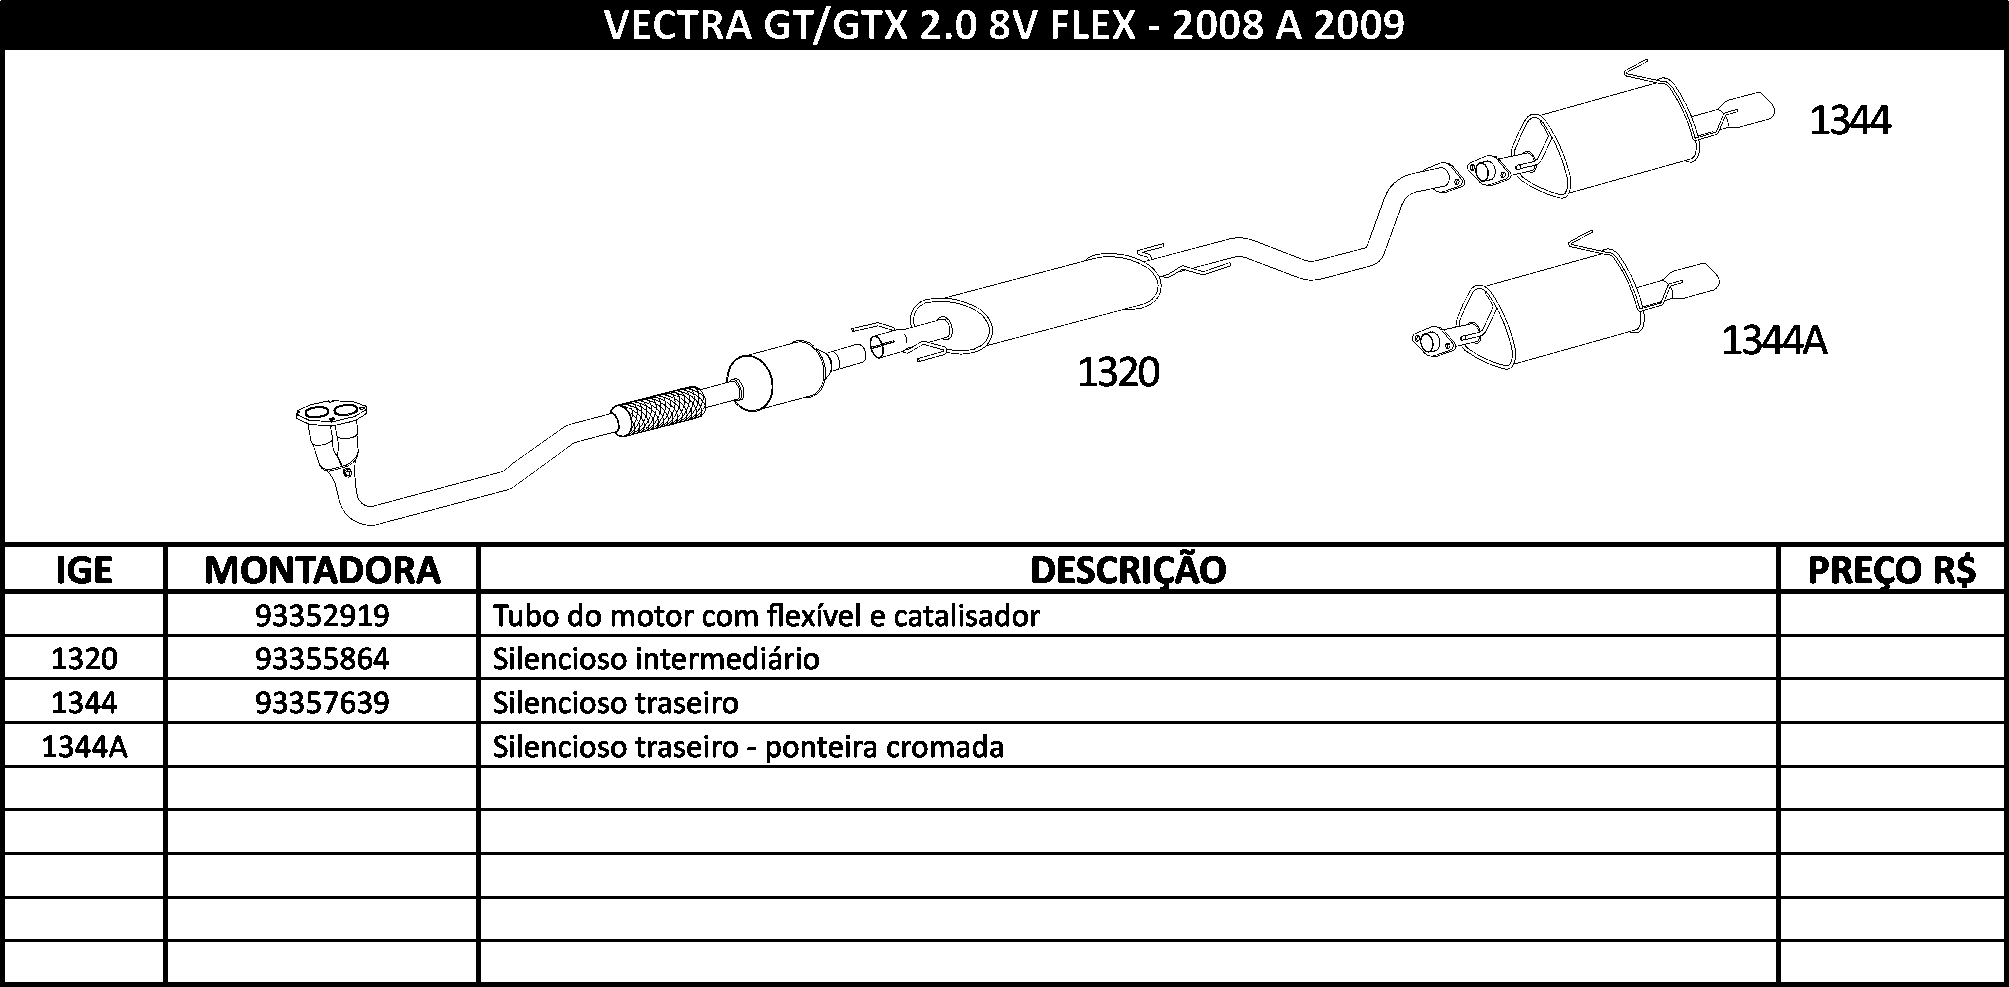 VECTRA GT/GTX 2.0 8V FLEX - 2008 A 2009
1344
1344A
1320
IGE MONTADORA DESCRIÇÃO PREÇO R$
93352919 Tubo do motor com flexível e catalisador
1320 93355864 Silencioso intermediário
1344 93357639 Silencioso traseiro
1344A Silencioso traseiro - ponteira cromada